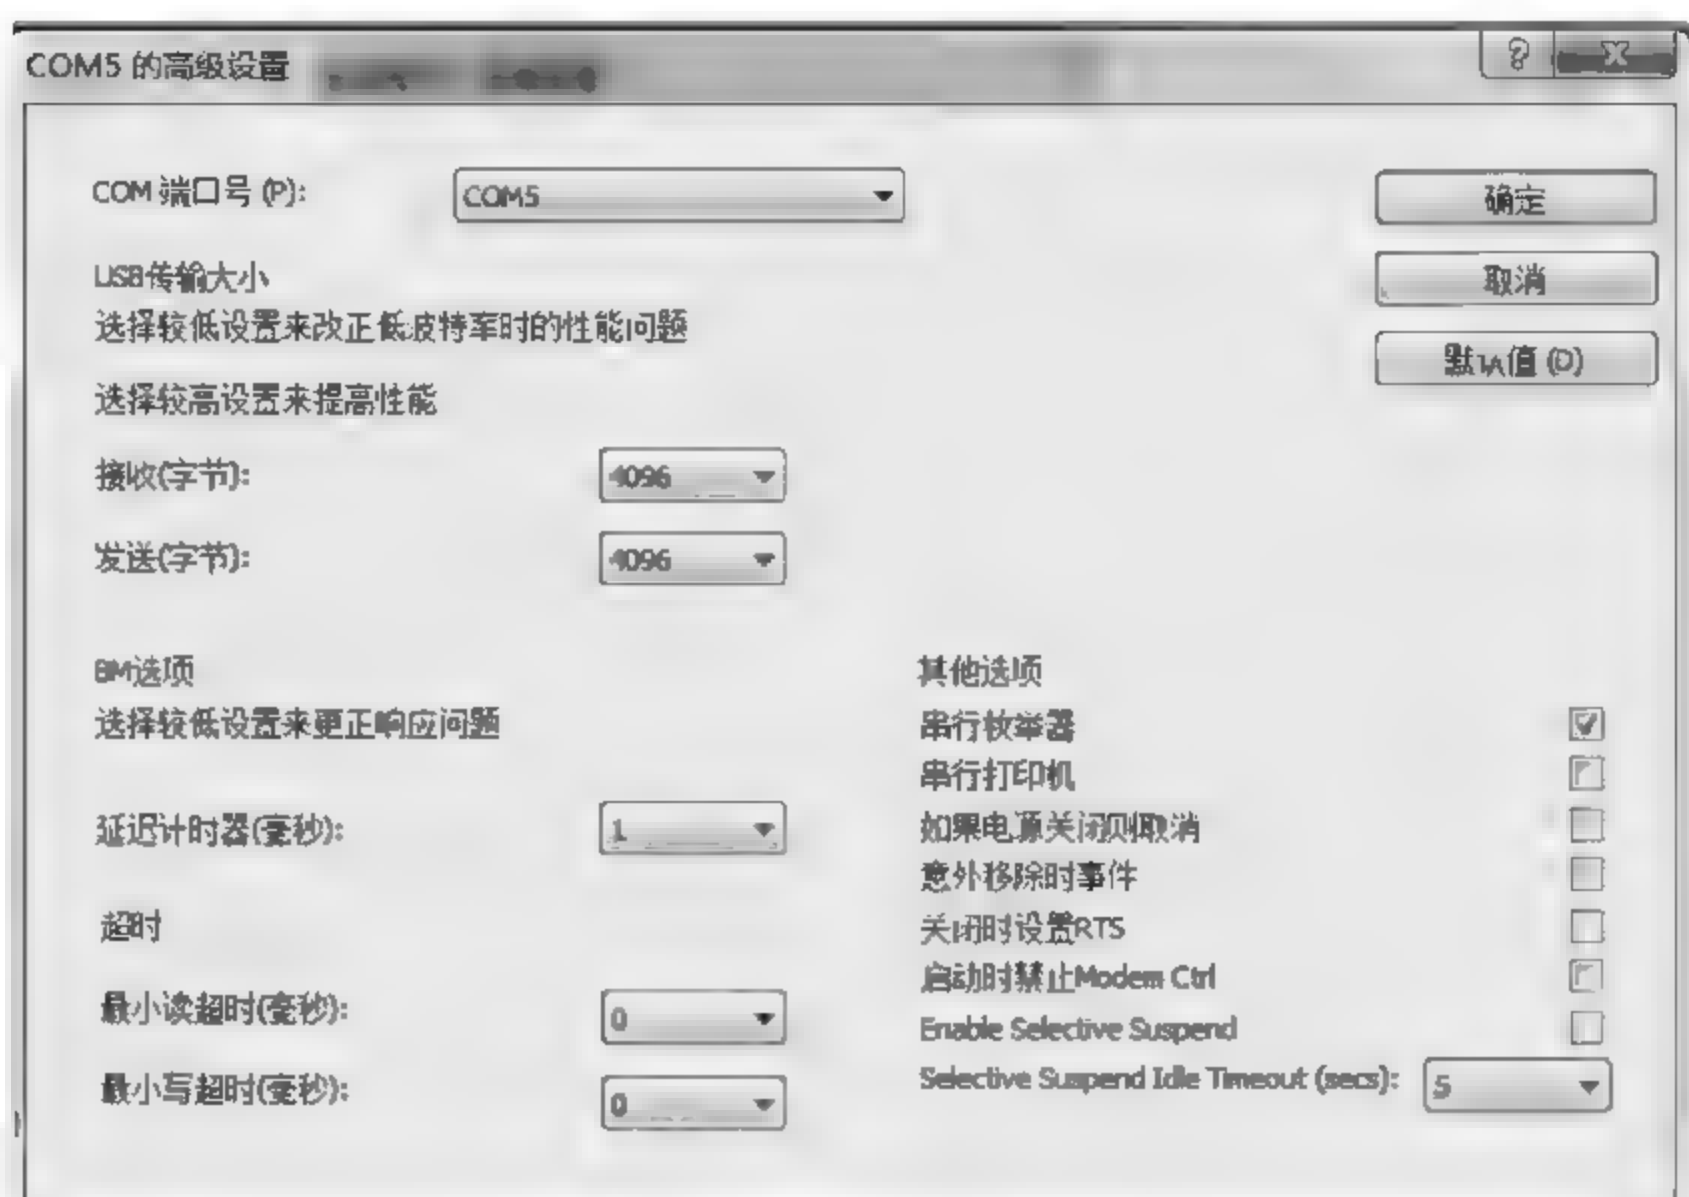 COM5 的高级设置
COM 端口号 (P):
COM5
确定
USB传输大小
取消
选择较低设置来改正低波特率时的性能问题
默认值 (D)
选择较高设置来提高性能
接收(字节):
4096
发送(字节):
4096
BM选项
选择较低设置来更正响应问题
延迟计时器(毫秒):
1
超时
最小读超时(毫秒):
0
最小写超时(毫秒):
0
其他选项
串行枚举器
串行打印机
如果电源关闭则取消
意外移除时事件
关闭时设置RTS
启动时禁止Modem Ctrl
Enable Selective Suspend
Selective Suspend Idle Timeout (secs):
5